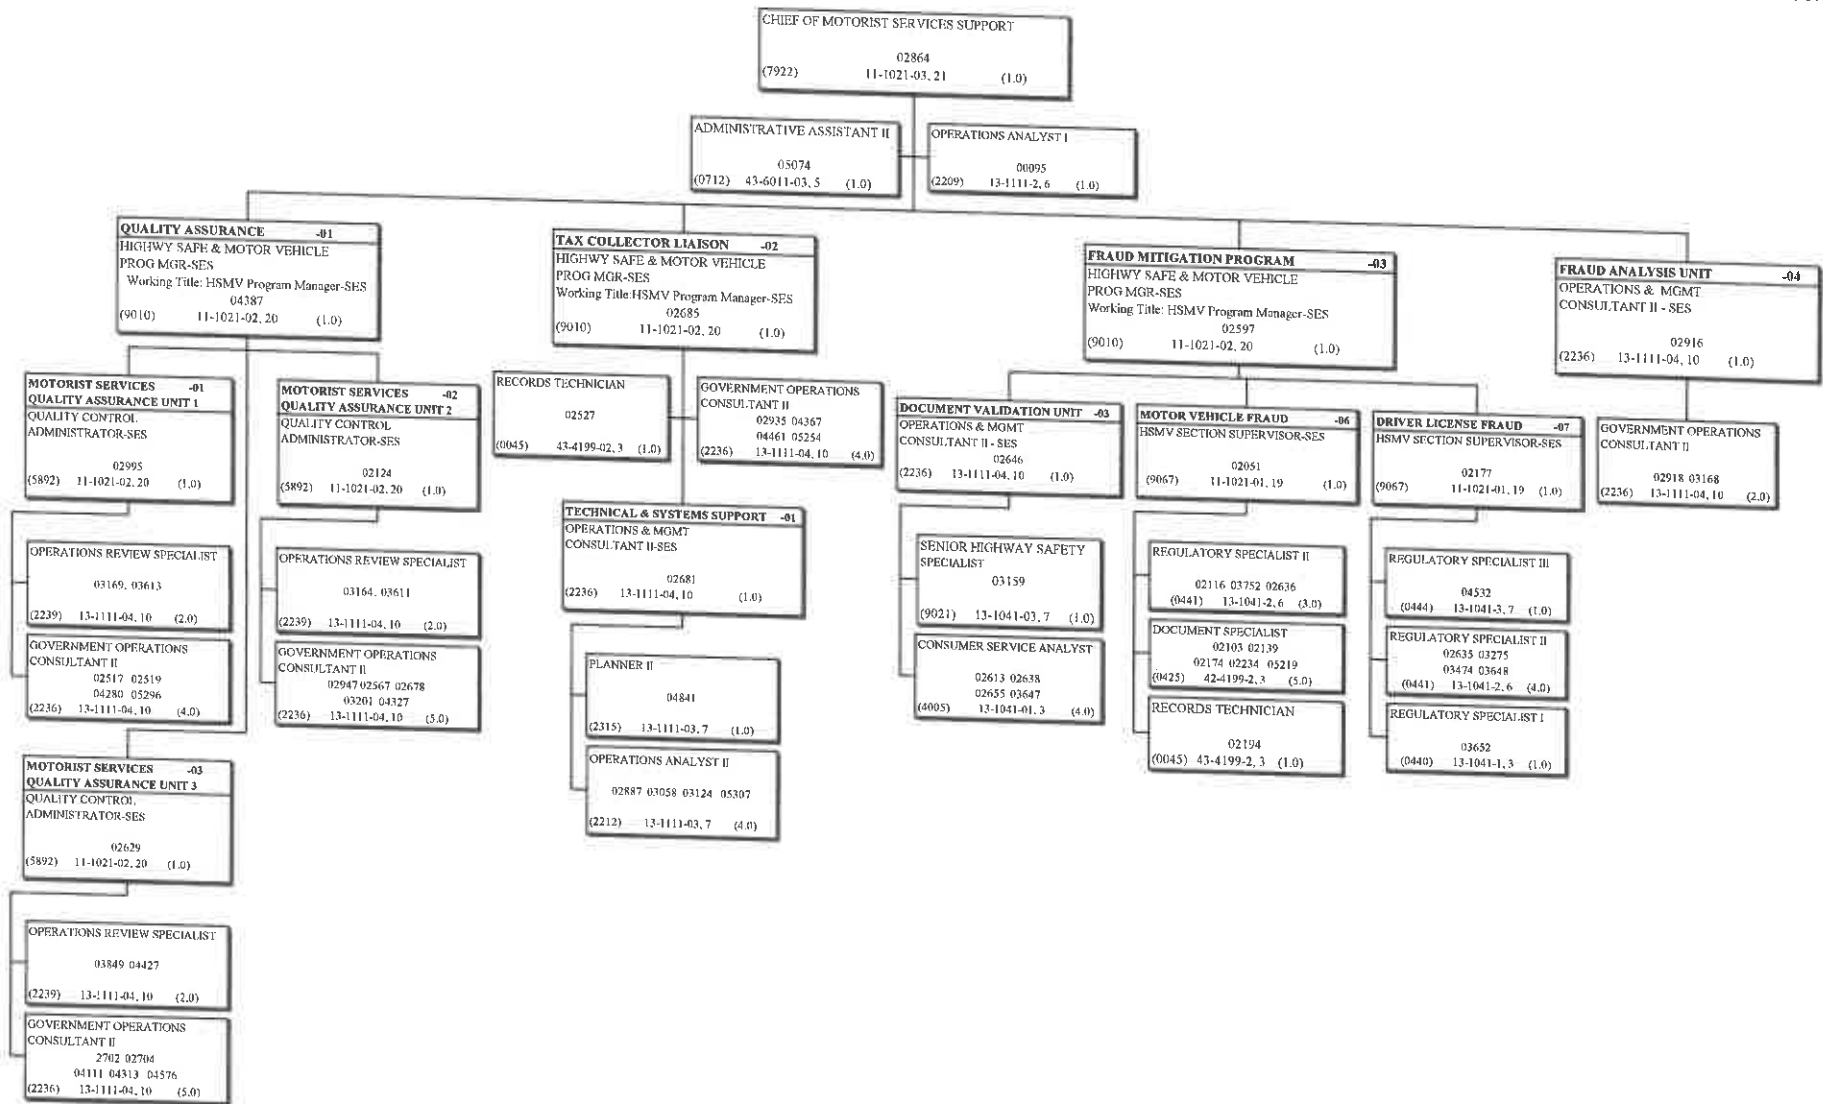 CHIEF OF MOTORIST SERVICES SUPPORT
02864
(7922) 11-1021-03, 21 (1.0)
ADMINISTRATIVE ASSISTANT II
05074
(0712) 43-6011-03, 5 (1.0)
OPERATIONS ANALYST I
00095
(2209) 13-1111-2, 6 (1.0)
QUALITY ASSURANCE -01
HIGHWY SAFE & MOTOR VEHICLE
PROG MGR-SES
Working Title: HSMV Program Manager-SES
04387
(9010) 11-1021-02, 20 (1.0)
TAX COLLECTOR LIAISON -02
HIGHWY SAFE & MOTOR VEHICLE
PROG MGR-SES
Working Title:HSMV Program Manager-SES
02685
(9010) 11-1021-02, 20 (1.0)
FRAUD MITIGATION PROGRAM -03
HIGHWY SAFE & MOTOR VEHICLE
PROG MGR-SES
Working Title: HSMV Program Manager-SES
02597
(9010) 11-1021-02, 20 (1.0)
FRAUD ANALYSIS UNIT -04
OPERATIONS & MGMT
CONSULTANT II - SES
02916
(2236) 13-1111-04, 10 (1.0)
MOTORIST SERVICES -01
QUALITY ASSURANCE UNIT 1
QUALITY CONTROL
ADMINISTRATOR-SES
02995
(5892) 11-1021-02, 20 (1.0)
MOTORIST SERVICES -02
QUALITY ASSURANCE UNIT 2
QUALITY CONTROL
ADMINISTRATOR-SES
02124
(5892) 11-1021-02, 20 (1.0)
RECORDS TECHNICIAN
02527
(0045) 43-4199-02, 3 (1.0)
GOVERNMENT OPERATIONS
CONSULTANT II
02935 04367
04461 05254
(2236) 13-1111-04, 10 (4.0)
DOCUMENT VALIDATION UNIT -03
OPERATIONS & MGMT
CONSULTANT II - SES
02646
(2236) 13-1111-04, 10 (1.0)
MOTOR VEHICLE FRAUD -06
HSMV SECTION SUPERVISOR-SES
02051
(9067) 11-1021-01, 19 (1.0)
DRIVER LICENSE FRAUD -07
HSMV SECTION SUPERVISOR-SES
02177
(9067) 11-1021-01, 19 (1.0)
GOVERNMENT OPERATIONS
CONSULTANT II
02918 03168
(2236) 13-1111-04, 10 (2.0)
OPERATIONS REVIEW SPECIALIST
03169, 03613
(2239) 13-1111-04, 10 (2.0)
GOVERNMENT OPERATIONS
CONSULTANT II
02517 02519
04280 05296
(2236) 13-1111-04, 10 (4.0)
OPERATIONS REVIEW SPECIALIST
03164, 03611
(2239) 13-1111-04, 10 (2.0)
GOVERNMENT OPERATIONS
CONSULTANT II
02947 02567 02678
03201 04327
(2236) 13-1111-04, 10 (5.0)
TECHNICAL & SYSTEMS SUPPORT -01
OPERATIONS & MGMT
CONSULTANT II-SES
02681
(2236) 13-1111-04, 10 (1.0)
PLANNER II
04841
(2315) 13-1111-03, 7 (1.0)
OPERATIONS ANALYST II
02887 03058 03124 05307
(2212) 13-1111-03, 7 (4.0)
SENIOR HIGHWAY SAFETY
SPECIALIST
03159
(9021) 13-1041-03, 7 (1.0)
CONSUMER SERVICE ANALYST
02613 02638
02655 03647
(4005) 13-1041-01, 3 (4.0)
REGULATORY SPECIALIST II
02116 03752 02636
(0441) 13-1041-2, 6 (3.0)
DOCUMENT SPECIALIST
02103 02139
02174 02234 05219
(0425) 42-4199-2, 3 (5.0)
RECORDS TECHNICIAN
02194
(0045) 43-4199-2, 3 (1.0)
REGULATORY SPECIALIST III
04532
(0444) 13-1041-3, 7 (1.0)
REGULATORY SPECIALIST II
02635 03275
03474 03648
(0441) 13-1041-2, 6 (4.0)
REGULATORY SPECIALIST I
03652
(0440) 13-1041-1, 3 (1.0)
MOTORIST SERVICES -03
QUALITY ASSURANCE UNIT 3
QUALITY CONTROL
ADMINISTRATOR-SES
02629
(5892) 11-1021-02, 20 (1.0)
OPERATIONS REVIEW SPECIALIST
03849 04427
(2239) 13-1111-04, 10 (2.0)
GOVERNMENT OPERATIONS
CONSULTANT II
2702 02704
04111 04313 04576
(2236) 13-1111-04, 10 (5.0)